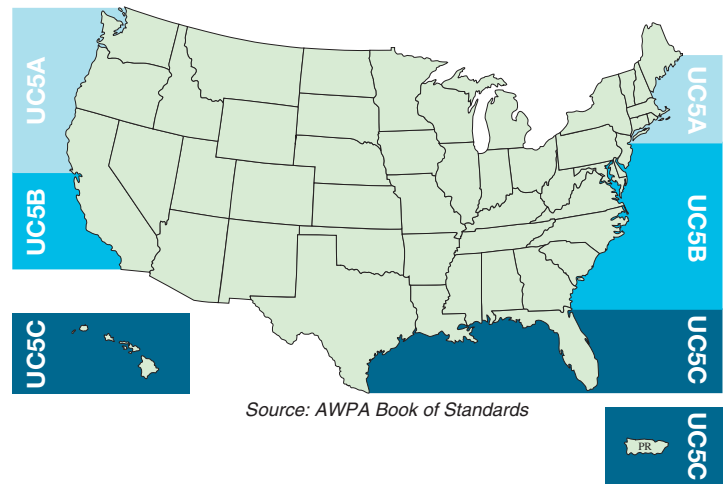 UC5A
UC5A
UC5B
UC5B
UC5C
UC5C
Source: AWPA Book of Standards
PR
UC5C